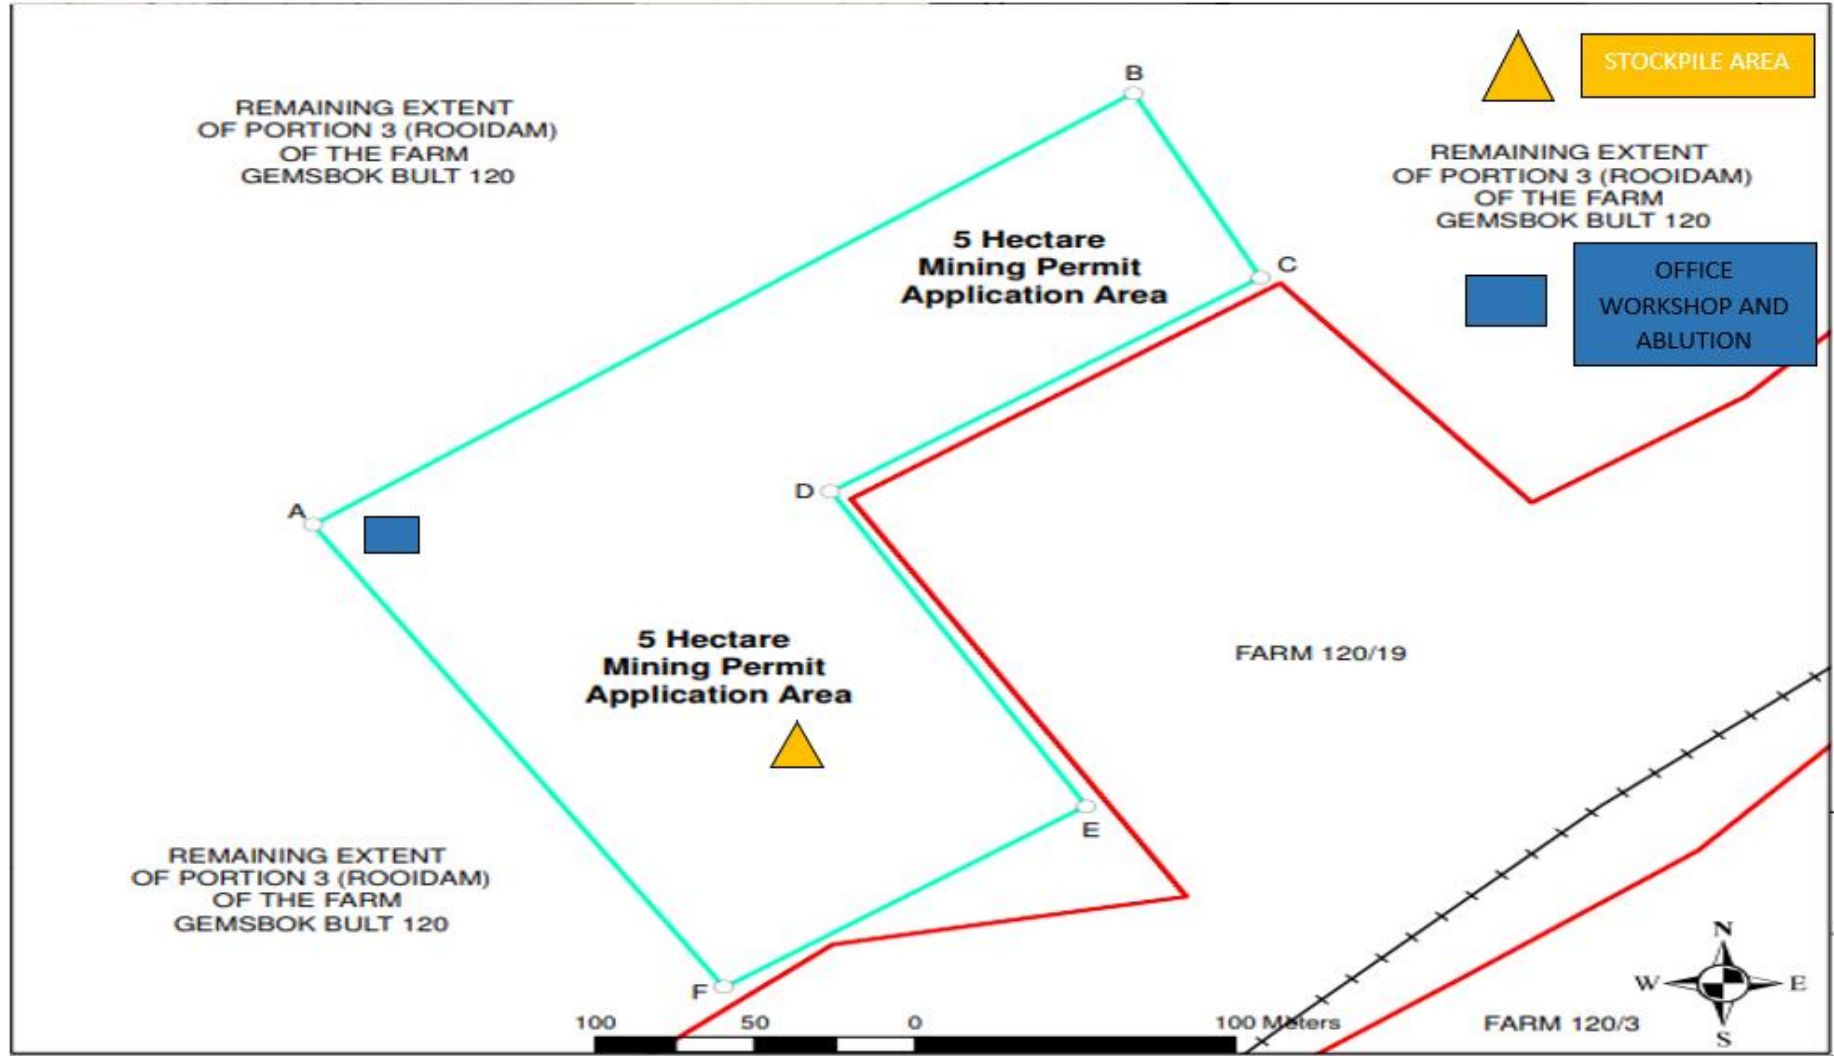 B
STOCKPILE AREA
REMAINING EXTENT
OF PORTION 3 (ROOIDAM)
OF THE FARM
GEMSBOK BULT 120
REMAINING EXTENT
OF PORTION 3 (ROOIDAM)
OF THE FARM
GEMSBOK BULT 120
5 Hectare
Mining Permit
Application Area
C
OFFICE
WORKSHOP AND
ABLUTION
A
D
5 Hectare
Mining Permit
Application Area
FARM 120/19
E
REMAINING EXTENT
OF PORTION 3 (ROOIDAM)
OF THE FARM
GEMSBOK BULT 120
F
N
W E
S
100 50 0 100 Meters
FARM 120/3